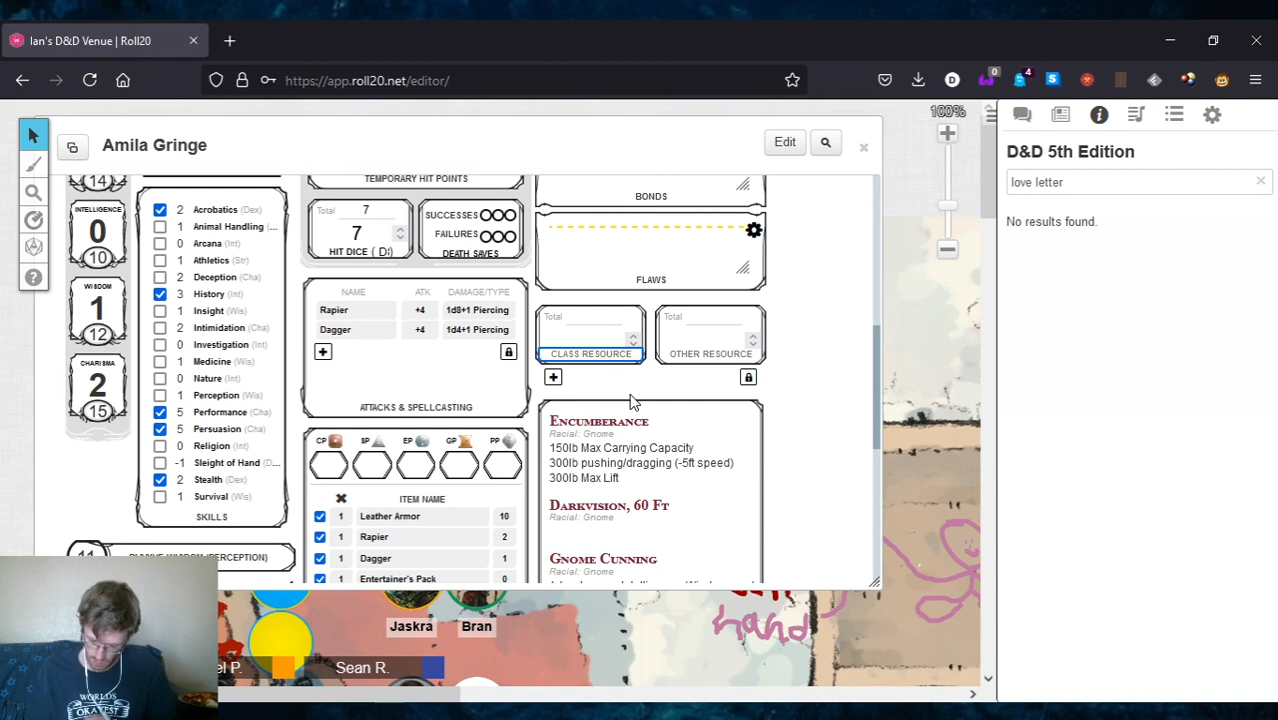 Ian's D&D Venue | Roll20
https://app.roll20.net/editor/
0
4
D
S
100%
Amila Gringe
Edit
D&D 5th Edition
love letter
No results found.
14
INTELLIGENCE
0
10
WISDOM
1
12
CHARISMA
2
15
2 Acrobatics (Dex)
1 Animal Handling (...
0 Arcana (Int)
1 Athletics (Str)
2 Deception (Cha)
3 History (Int)
1 Insight (Wis)
2 Intimidation (Cha)
0 Investigation (Int)
1 Medicine (Wis)
0 Nature (Int)
1 Perception (Wis)
5 Performance (Cha)
5 Persuasion (Cha)
0 Religion (Int)
-1 Sleight of Hand (D...
2 Stealth (Dex)
1 Survival (Wis)
SKILLS
11 PASSIVE WISDOM (PERCEPTION)
TEMPORARY HIT POINTS
Total 7
7
HIT DICE ( D:)
SUCCESSES
FAILURES
DEATH SAVES
NAME ATK DAMAGE/TYPE
Rapier +4 1d8+1 Piercing
Dagger +4 1d4+1 Piercing
ATTACKS & SPELLCASTING
CP SP EP GP PP
ITEM NAME
1 Leather Armor 10
1 Rapier 2
1 Dagger 1
1 Entertainer's Pack 0
BONDS
FLAWS
Total
CLASS RESOURCE
Total
OTHER RESOURCE
ENCUMBERANCE
Racial: Gnome
150lb Max Carrying Capacity
300lb pushing/dragging (-5ft speed)
300lb Max Lift
DARKVISION, 60 FT
Racial: Gnome
GNOME CUNNING
Racial: Gnome
Jaskra
Bran
el P.
Sean R.
hand
WORLDS
OKAYEST